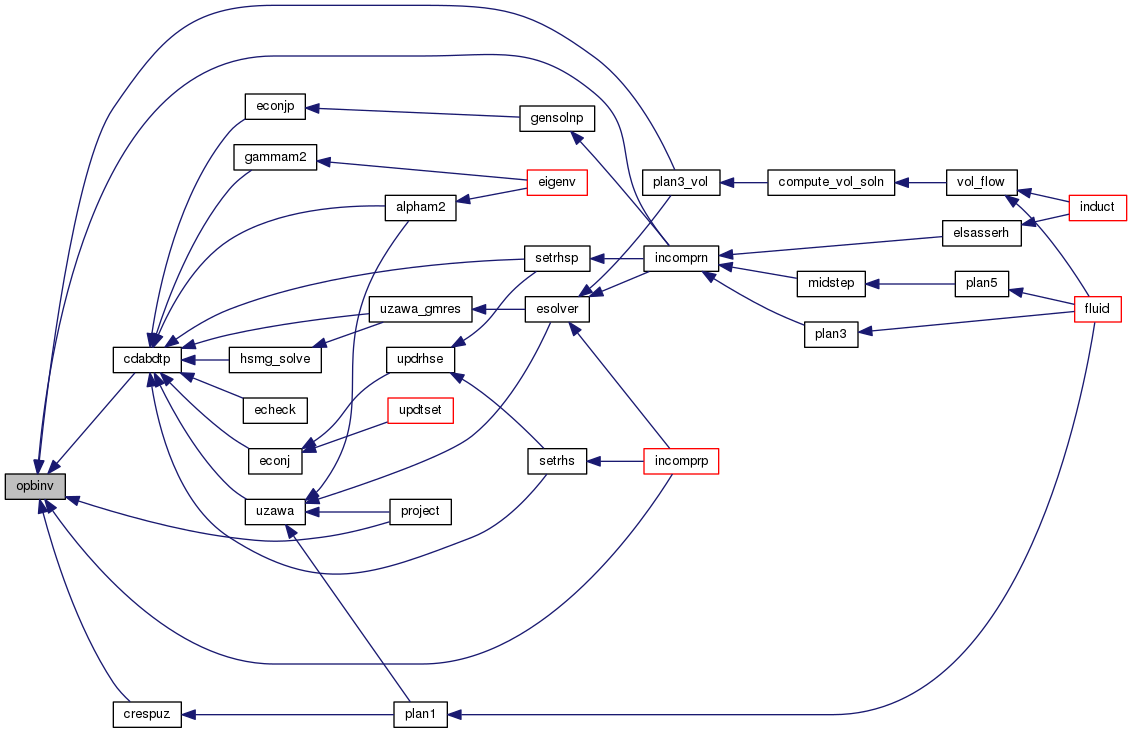 econjp
gensolnp
gammam2
eigenv
plan3_vol
compute_vol_soln
vol_flow
alpham2
induct
elsasserh
setrhsp
incomprn
midstep
plan5
uzawa_gmres
esolver
fluid
plan3
cdabdtp
hsmg_solve
updrhse
echeck
updtset
econj
setrhs
incomprp
opbinv
uzawa
project
crespuz
plan1